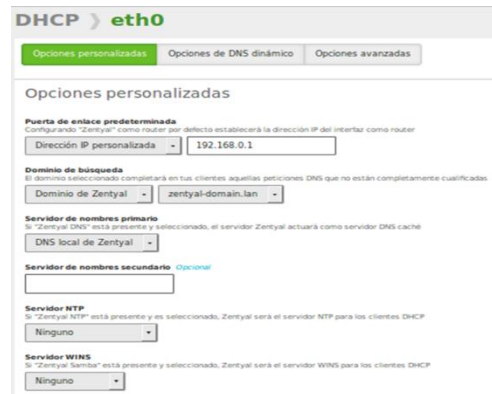 DHCP › eth0
Opciones personalizadas Opciones de DNS dinámico Opciones avanzadas
Opciones personalizadas
Puerta de enlace predeterminada
Configurando "Zentyal" como router por defecto establecerá la dirección IP del interfaz como router
Dirección IP personalizada 192.168.0.1
Dominio de búsqueda
El dominio seleccionado completará en tus clientes aquellas peticiones DNS que no están completamente cualificadas
Dominio de Zentyal zentyal-domain.lan
Servidor de nombres primario
Si "Zentyal DNS" está presente y seleccionado, el servidor Zentyal actuará como servidor DNS caché
DNS local de Zentyal
Servidor de nombres secundario Opcional
Servidor NTP
Si "Zentyal NTP" está presente y es seleccionado, Zentyal será el servidor NTP para los clientes DHCP
Ninguno
Servidor WINS
Si "Zentyal Samba" está presente y seleccionado, Zentyal será el servidor WINS para los clientes DHCP
Ninguno